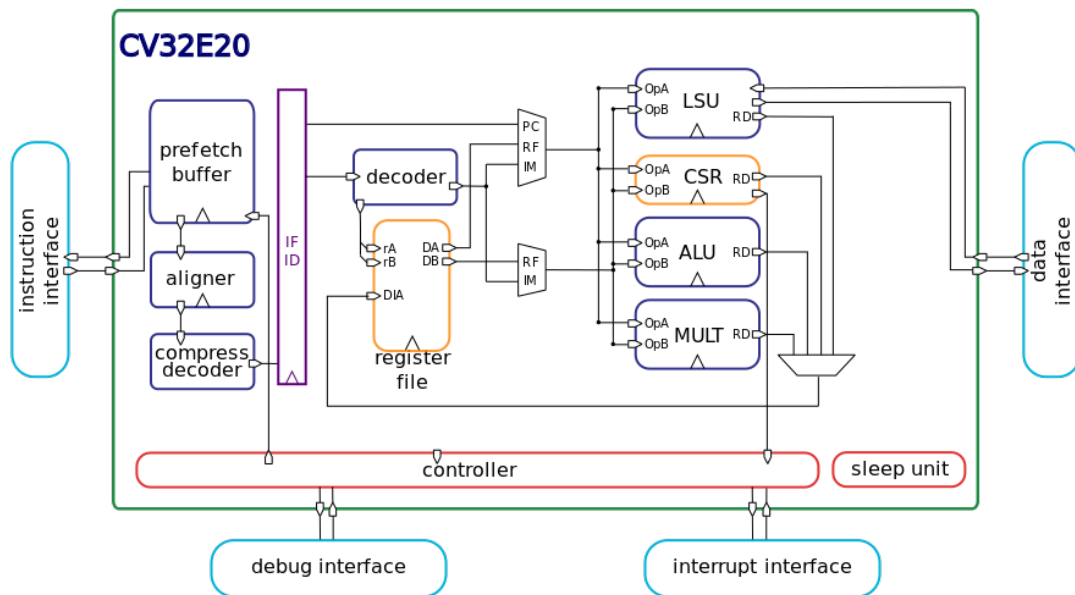 CV32E20
instruction
interface
prefetch
buffer
aligner
compress
decoder
IF
ID
decoder
rA
rB
DIA
DA
DB
register
file
PC
RF
IM
RF
IM
OpA
OpB
LSU
RD
OpA
OpB
CSR
RD
OpA
OpB
ALU
RD
OpA
OpB
MULT
RD
data
interface
controller
sleep unit
debug interface
interrupt interface